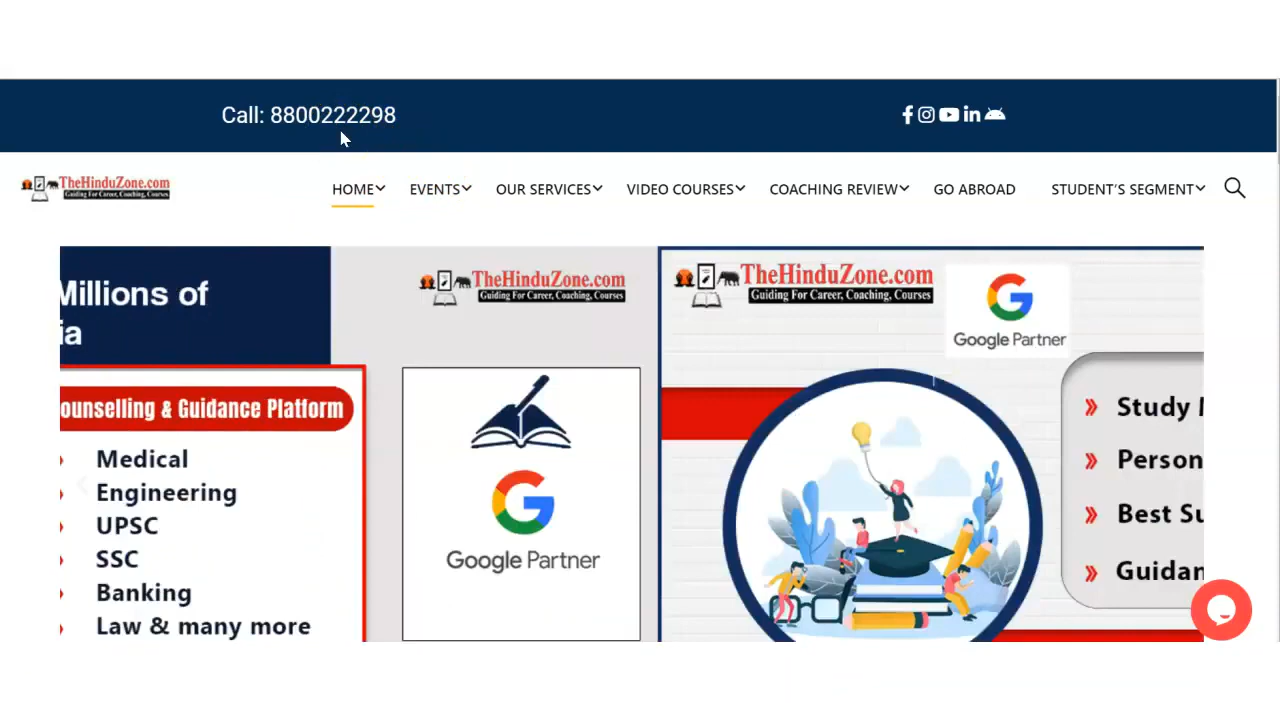 Call: 8800222298
TheHinduZone.com
Guiding For Career, Coaching, Courses
HOME EVENTS OUR SERVICES VIDEO COURSES COACHING REVIEW GO ABROAD STUDENT'S SEGMENT
Millions of
ia
ounselling & Guidance Platform
Medical
Engineering
UPSC
SSC
Banking
Law & many more
TheHinduZone.com
Guiding For Career, Coaching, Courses
Google Partner
TheHinduZone.com
Guiding For Career, Coaching, Courses
Google Partner
Study
Person
Best Su
Guidan